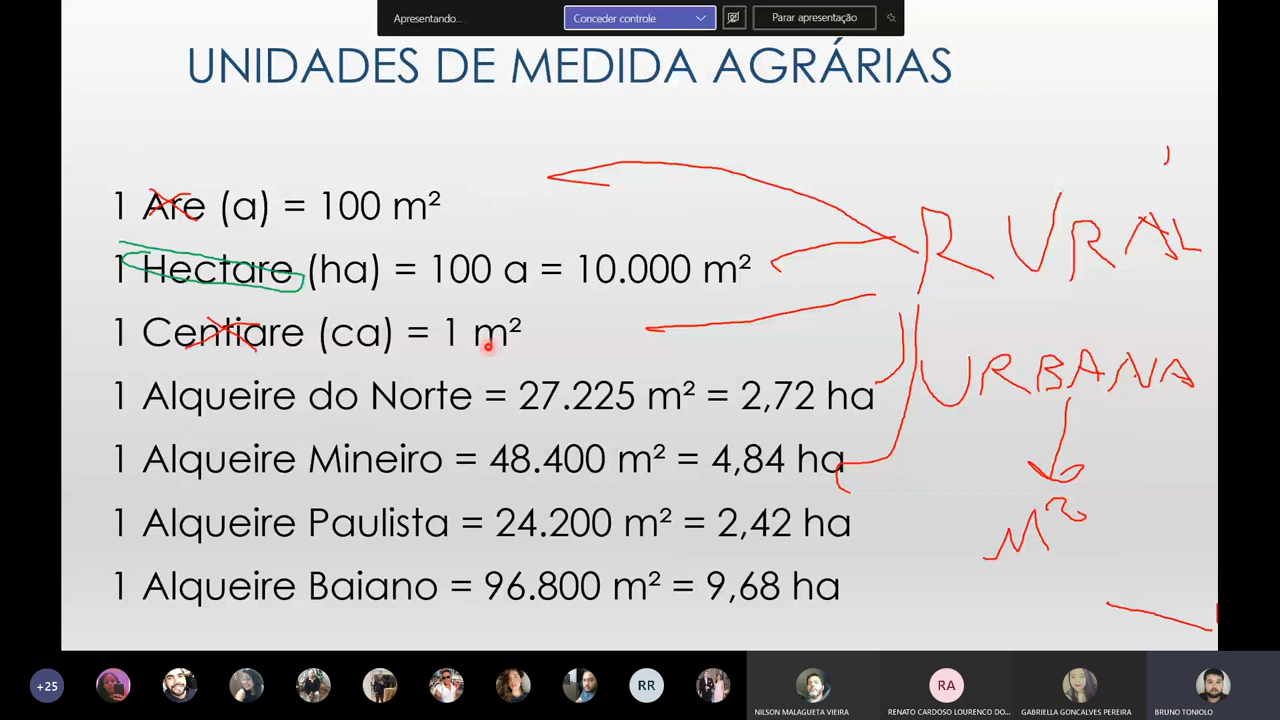 Apresentando...
Conceder controle
Parar apresentação
UNIDADES DE MEDIDA AGRÁRIAS
1 Are (a) = 100 m²
1 Hectare (ha) = 100 a = 10.000 m²
1 Centiare (ca) = 1 m²
1 Alqueire do Norte = 27.225 m² = 2,72 ha
1 Alqueire Mineiro = 48.400 m² = 4,84 ha
1 Alqueire Paulista = 24.200 m² = 2,42 ha
1 Alqueire Baiano = 96.800 m² = 9,68 ha
RURAL
URBANA
M²
+25
RR
RA
NILSON MALAGUETA VIEIRA
RENATO CARDOSO LOURENCO DO...
GABRIELLA GONCALVES PEREIRA
BRUNO TONIOLO